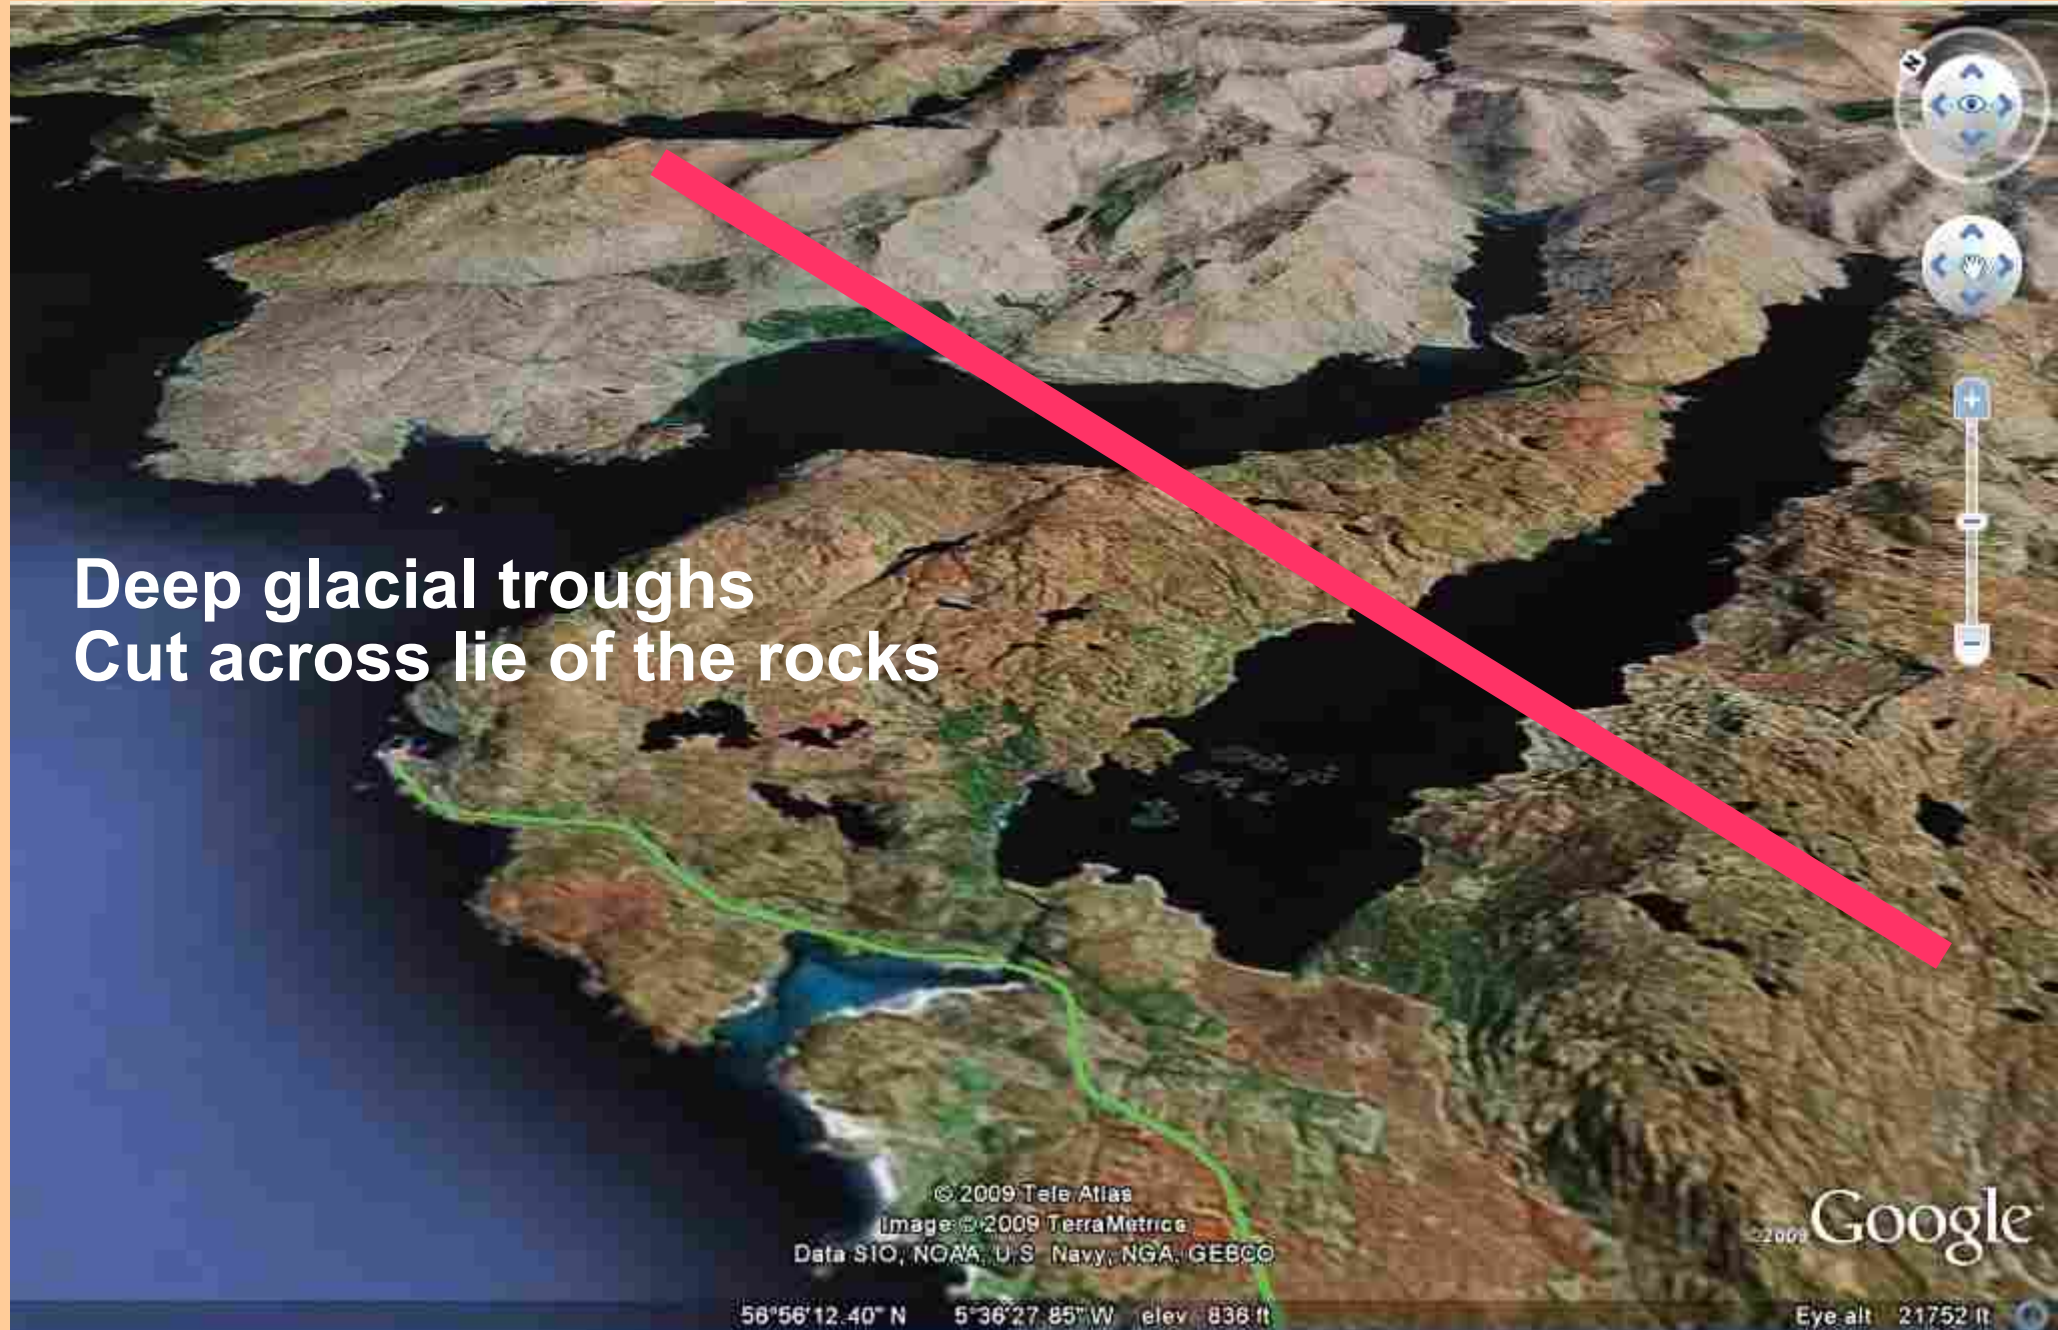 N
Deep glacial troughs
Cut across lie of the rocks
© 2009 Tele Atlas
Image © 2009 TerraMetrics
Data SIO, NOAA, U.S. Navy, NGA, GEBCO
©2009 Google
56°56'12.40" N 5°36'27.85" W elev 836 ft
Eye alt 21752 ft